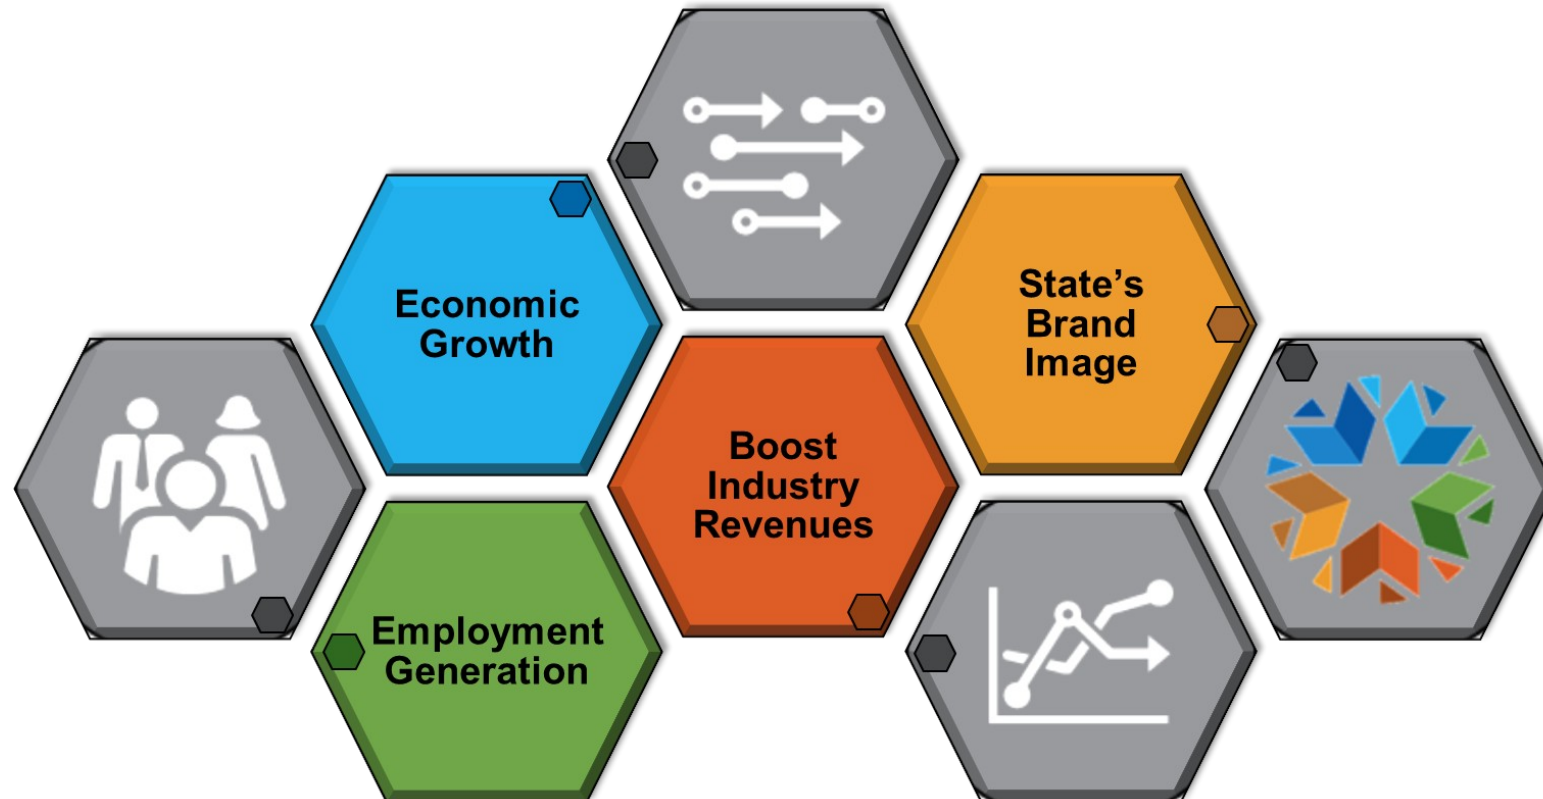 Economic
Growth
State’s
Brand
Image
Boost
Industry
Revenues
Employment
Generation